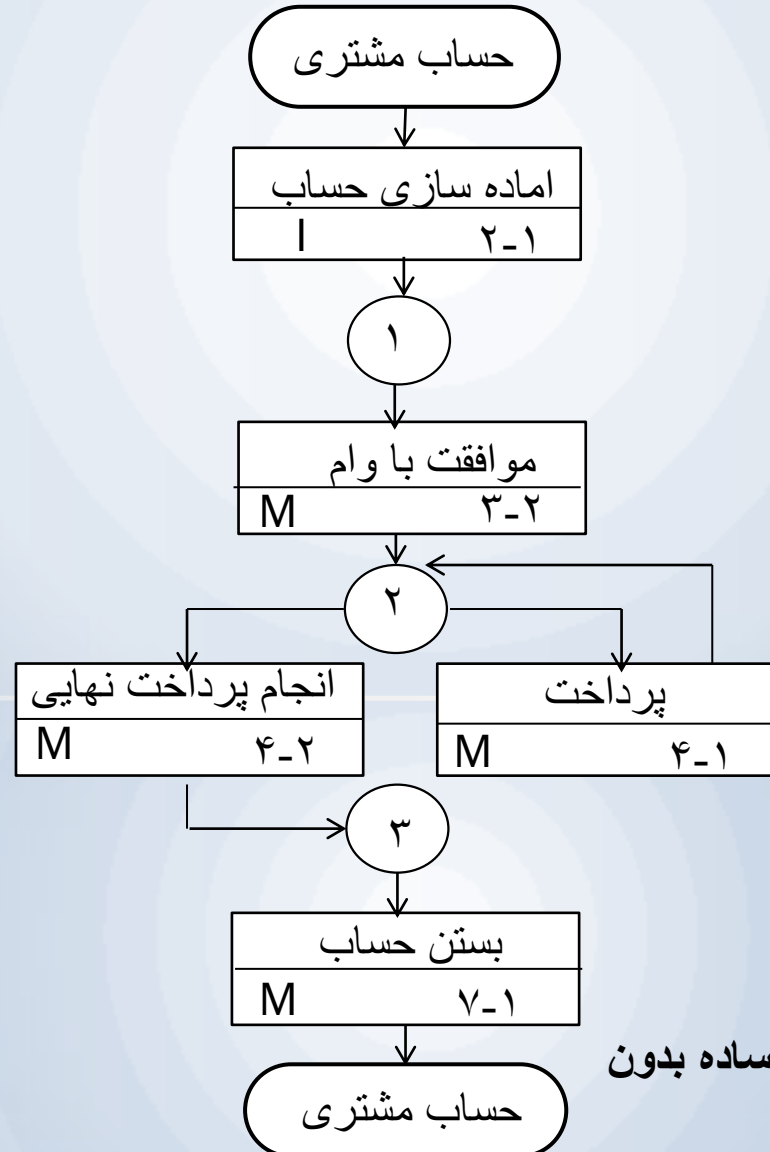 حساب مشتری
اماده سازی حساب
I ۲-۱
۱
موافقت با وام
M ۳-۲
۲
پرداخت
M ۴-۱
انجام پرداخت نهایی
M ۴-۲
۳
بستن حساب
M ۷-۱
ساده بدون
حساب مشتری